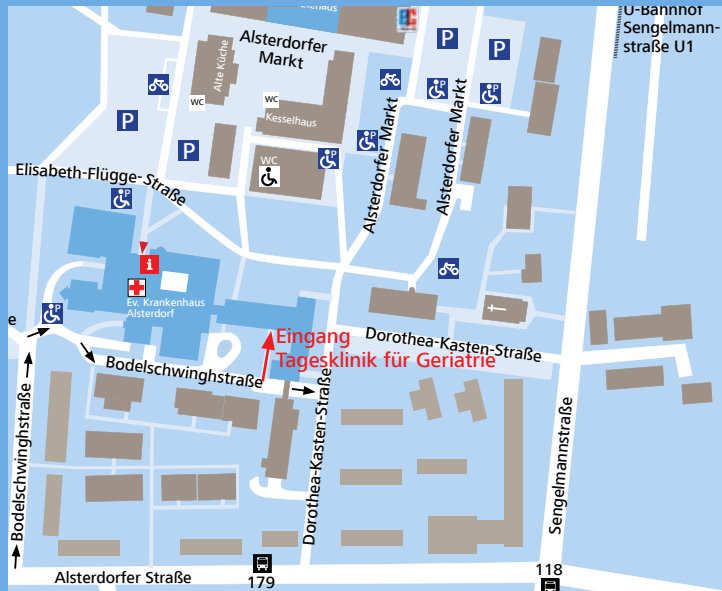 U-Bahnhof
Sengelmann-
straße U1
Alsterdorfer
Markt
Alte Küche
WC
WC
Kesselhaus
WC
P
P
P
P
P
P
P
P
P
P
Alsterdorfer Markt
Alsterdorfer Markt
Elisabeth-Flügge-Straße
i
Ev. Krankenhaus
Alsterdorf
e
Eingang
Tagesklinik für Geriatrie
Dorothea-Kasten-Straße
Bodelschwinghstraße
Bodelschwinghstraße
Dorothea-Kasten-Straße
Sengelmannstraße
Alsterdorfer Straße
179
118